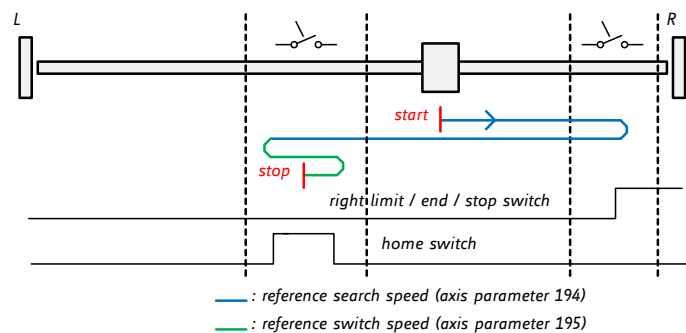 L
R
start
stop
right limit / end / stop switch
home switch
: reference search speed (axis parameter 194)
: reference switch speed (axis parameter 195)